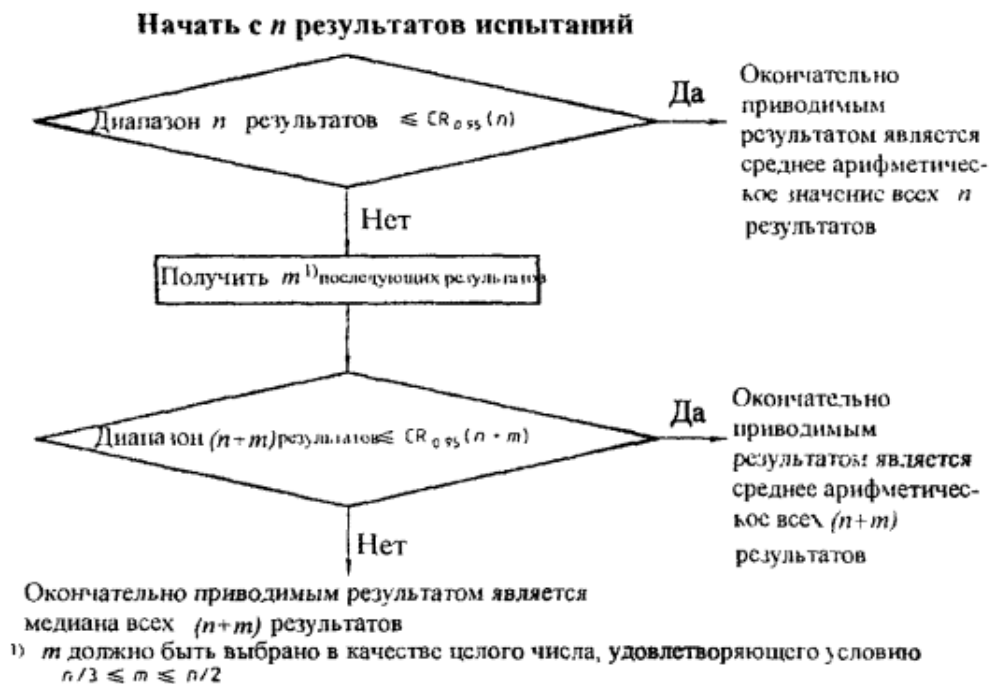 Начать с n результатов испытаний
Диапазон n результатов ≤ CR₀,₉₅(n)
Да
Окончательно
приводимым
результатом является
среднее арифметичес-
кое значение всех n
результатов
Нет
Получить m¹⁾ последующих результатов
Диапазон (n+m) результатов ≤ CR₀,₉₅(n + m)
Да
Окончательно
приводимым
результатом является
среднее арифметичес-
кое всех (n+m)
результатов
Нет
Окончательно приводимым результатом является
медиана всех (n+m) результатов
¹⁾ m должно быть выбрано в качестве целого числа, удовлетворяющего условию
n/3 ≤ m ≤ n/2